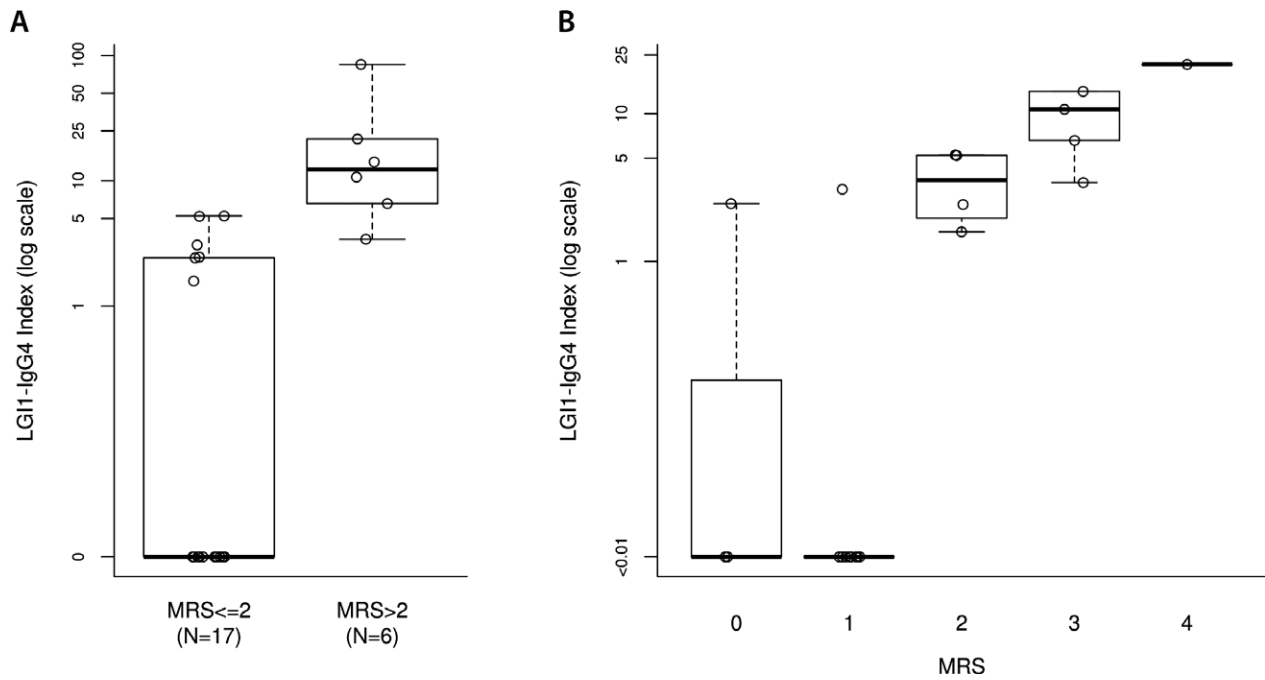 A
LGI1-IgG4 Index (log scale)
100
50
25
10
5
1
0
MRS<=2
(N=17)
MRS>2
(N=6)
B
LGI1-IgG4 Index (log scale)
25
10
5
1
<0.01
0 1 2 3 4
MRS